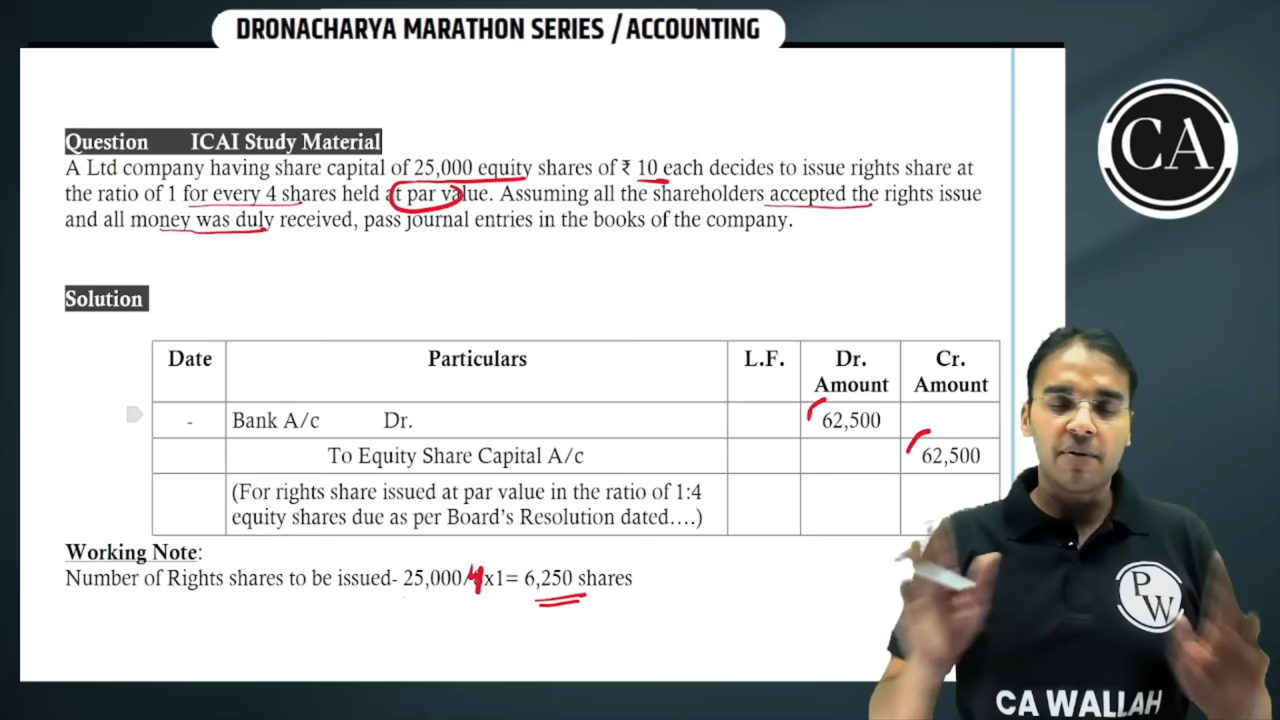 DRONACHARYA MARATHON SERIES / ACCOUNTING
CA
Question ICAI Study Material
A Ltd company having share capital of 25,000 equity shares of ₹ 10 each decides to issue rights share at
the ratio of 1 for every 4 shares held at par value. Assuming all the shareholders accepted the rights issue
and all money was duly received, pass journal entries in the books of the company.
Solution
Date Particulars L.F. Dr. Amount Cr. Amount
- Bank A/c Dr. 62,500
To Equity Share Capital A/c 62,500
(For rights share issued at par value in the ratio of 1:4
equity shares due as per Board's Resolution dated....)
Working Note:
Number of Rights shares to be issued- 25,000/4x1= 6,250 shares
P
W
CA WALLAH